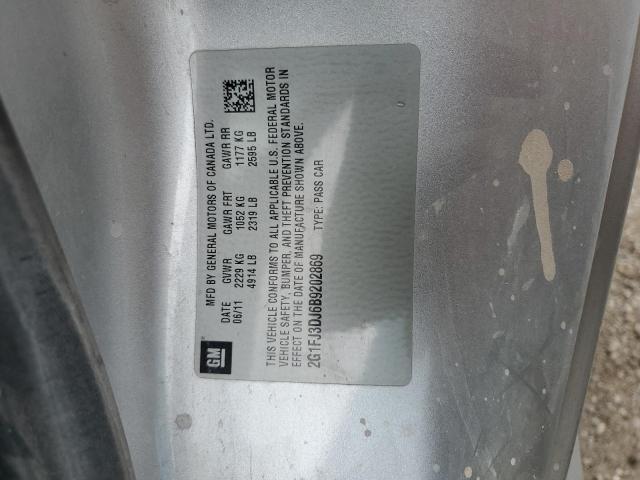 GM
MFD BY GENERAL MOTORS OF CANADA LTD.
DATE GVWR GAWR FRT GAWR RR
06/11 2229 KG 1052 KG 1177 KG
4914 LB 2319 LB 2595 LB
THIS VEHICLE CONFORMS TO ALL APPLICABLE U.S. FEDERAL MOTOR
VEHICLE SAFETY, BUMPER, AND THEFT PREVENTION STANDARDS IN
EFFECT ON THE DATE OF MANUFACTURE SHOWN ABOVE.
2G1FJ3DJ6B9202869 TYPE: PASS CAR